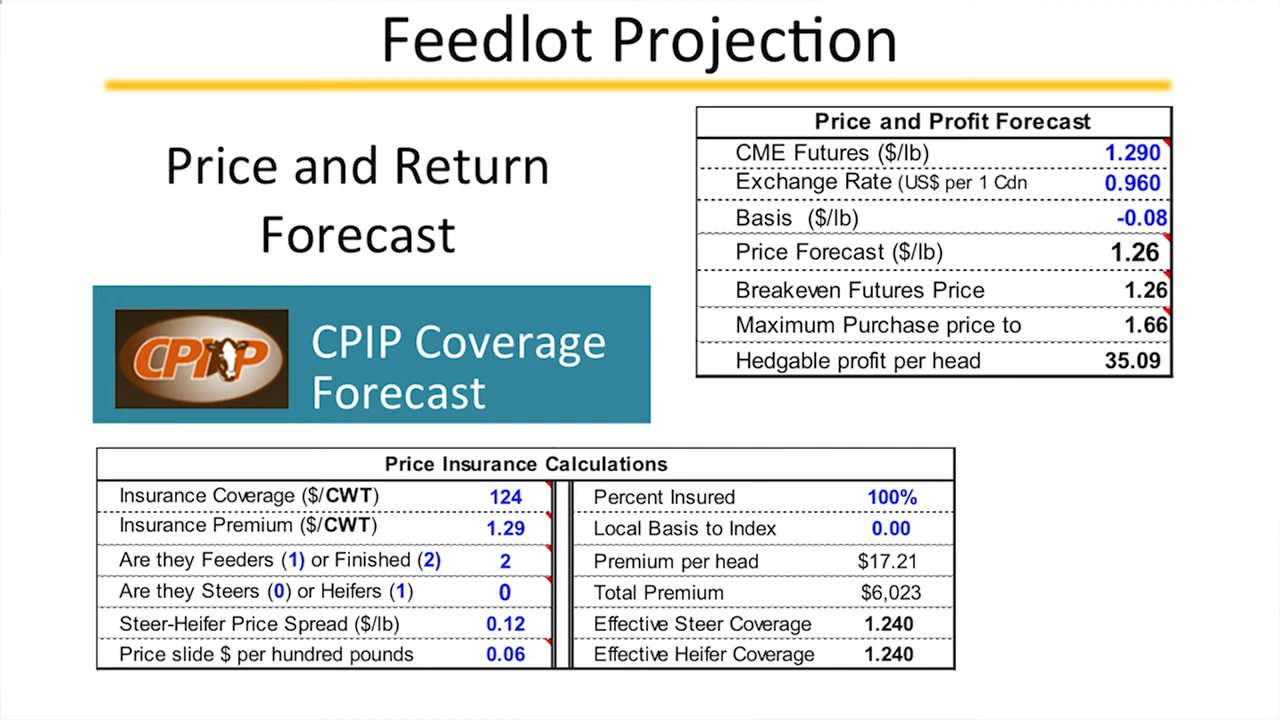 Feedlot Projection
Price and Return
Forecast
CPIP
CPIP Coverage
Forecast
Price and Profit Forecast
CME Futures ($/lb) 1.290
Exchange Rate (US$ per 1 Cdn 0.960
Basis ($/lb) -0.08
Price Forecast ($/lb) 1.26
Breakeven Futures Price 1.26
Maximum Purchase price to 1.66
Hedgable profit per head 35.09
Price Insurance Calculations
Insurance Coverage ($/CWT) 124 Percent Insured 100%
Insurance Premium ($/CWT) 1.29 Local Basis to Index 0.00
Are they Feeders (1) or Finished (2) 2 Premium per head $17.21
Are they Steers (0) or Heifers (1) 0 Total Premium $6,023
Steer-Heifer Price Spread ($/lb) 0.12 Effective Steer Coverage 1.240
Price slide $ per hundred pounds 0.06 Effective Heifer Coverage 1.240